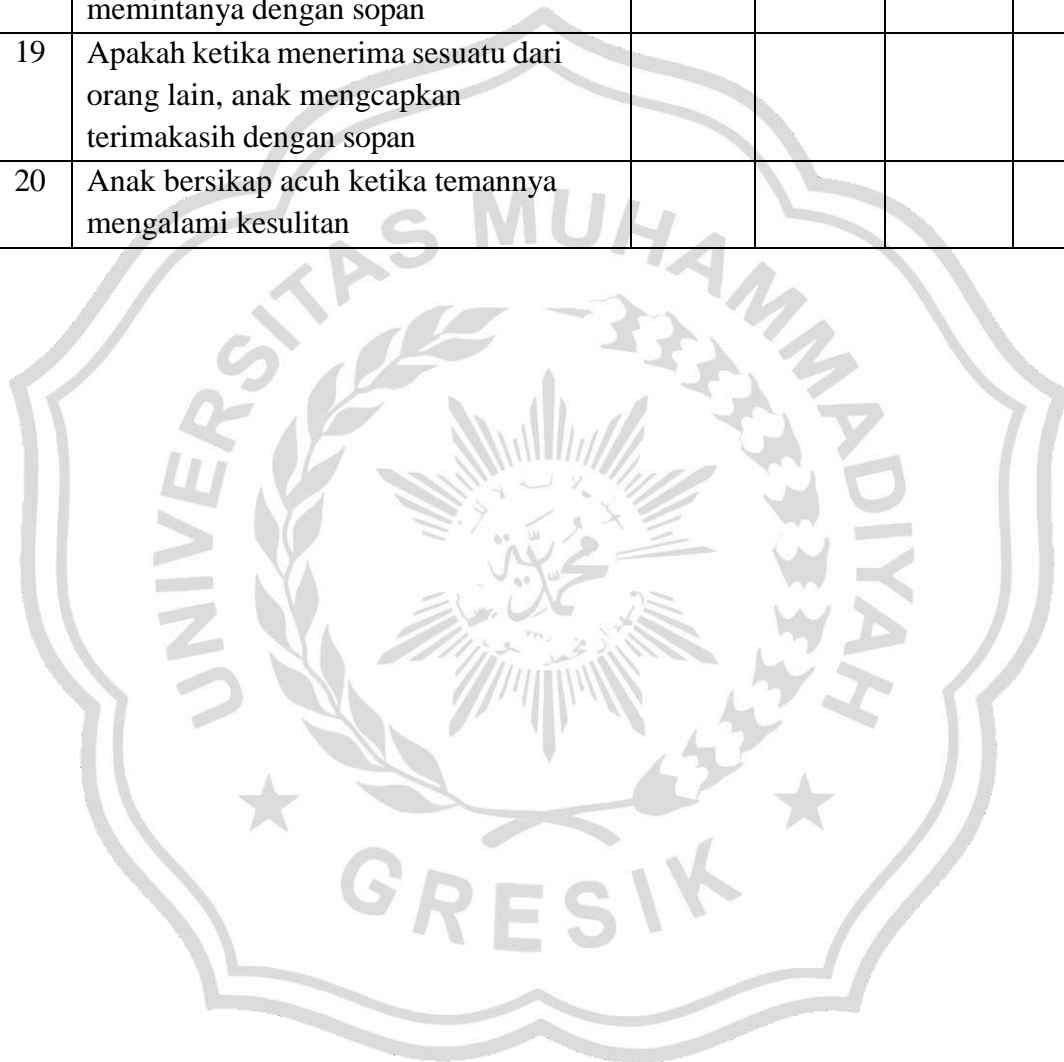 memintanya dengan sopan
19 Apakah ketika menerima sesuatu dari
orang lain, anak mengcapkan
terimakasih dengan sopan
20 Anak bersikap acuh ketika temannya
mengalami kesulitan
UNIVERSITAS MUHAMMADIYAH
GRESIK